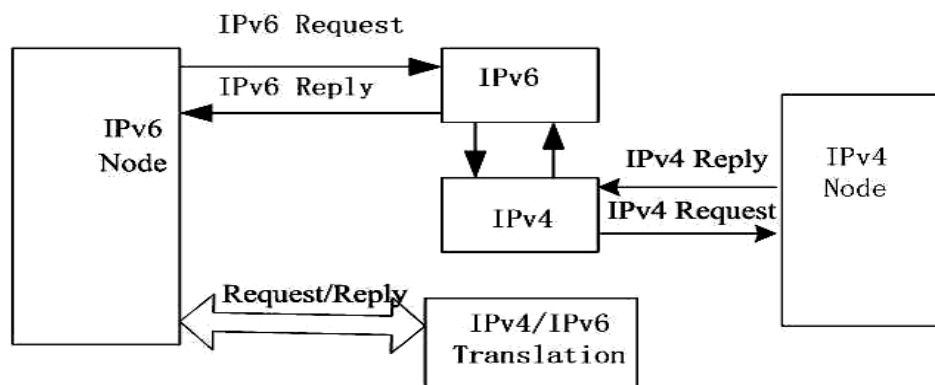 IPv6 Request
IPv6 Reply
IPv6
Node
IPv6
IPv4
IPv4 Reply
IPv4 Request
IPv4
Node
Request/Reply
IPv4/IPv6
Translation